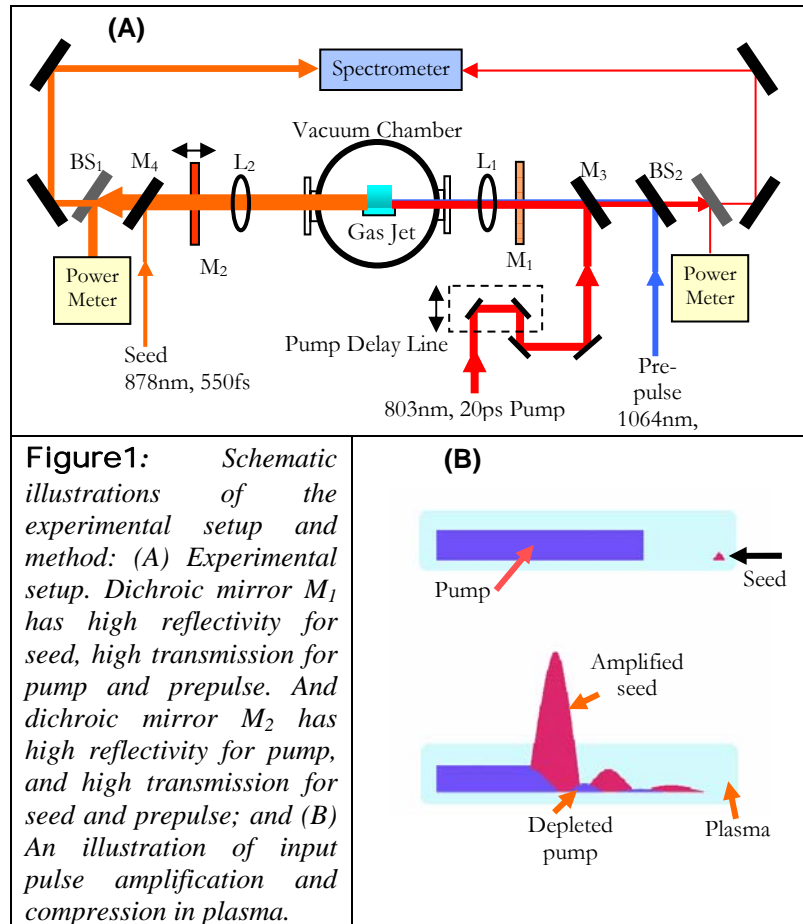 (A)
Spectrometer
Vacuum Chamber
BS1
M4
L2
L1
M3
BS2
Gas Jet
M2
M1
Power
Meter
Power
Meter
Pump Delay Line
Seed
878nm, 550fs
803nm, 20ps Pump
Pre-
pulse
1064nm,
Figure1: Schematic
illustrations of the
experimental setup and
method: (A) Experimental
setup. Dichroic mirror M1
has high reflectivity for
seed, high transmission for
pump and prepulse. And
dichroic mirror M2 has
high reflectivity for pump,
and high transmission for
seed and prepulse; and (B)
An illustration of input
pulse amplification and
compression in plasma.
(B)
Pump
Seed
Amplified
seed
Depleted
pump
Plasma